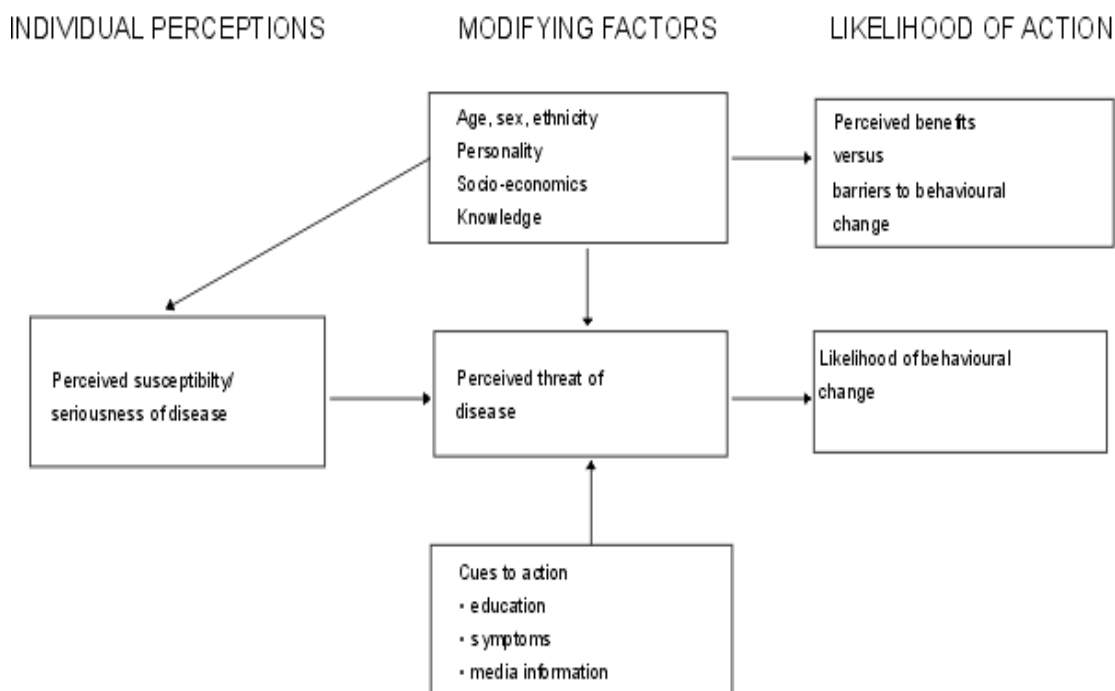 INDIVIDUAL PERCEPTIONS
MODIFYING FACTORS
LIKELIHOOD OF ACTION
Age, sex, ethnicity
Personality
Socio-economics
Knowledge
Perceived benefits
versus
barriers to behavioural
change
Perceived susceptibilty/
seriousness of disease
Perceived threat of
disease
Likelihood of behavioural
change
Cues to action
• education
• symptoms
• media information